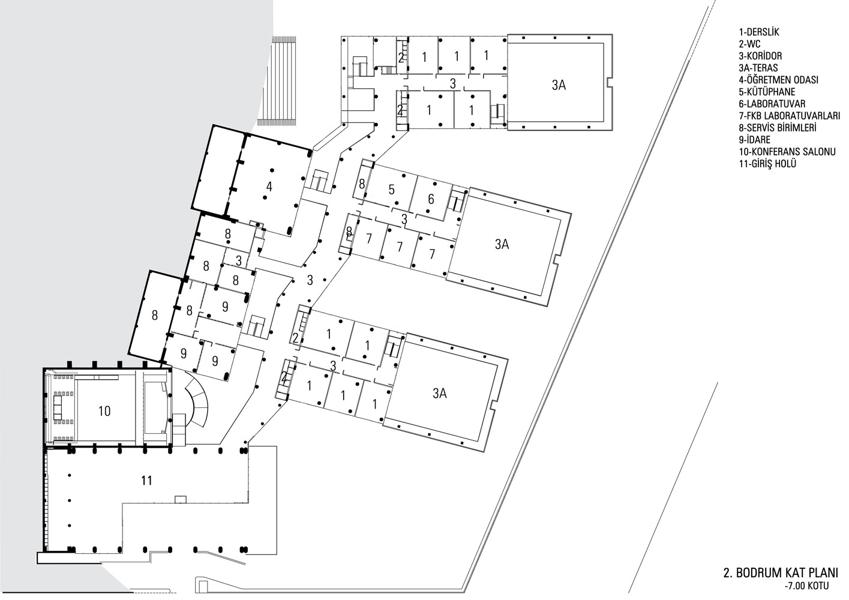 1-DERSLİK
2-WC
3-KORİDOR
3A-TERAS
4-ÖĞRETMEN ODASI
5-KÜTÜPHANE
6-LABORATUVAR
7-FKB LABORATUVARLARI
8-SERVİS BİRİMLERİ
9-İDARE
10-KONFERANS SALONU
11-GİRİŞ HOLÜ
2 1 1 1
3
3A
2 1 1
4
8 5 6
3
3A
8 7 7 7
8
3
8 8
3
8 8 9
9 9
2 1 1
3
3A
2 1 1 1
10
11
2. BODRUM KAT PLANI
-7.00 KOTU